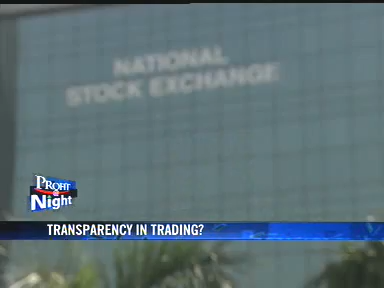 NATIONAL
STOCK EXCHANGE
PROFIT
Night
TRANSPARENCY IN TRADING?